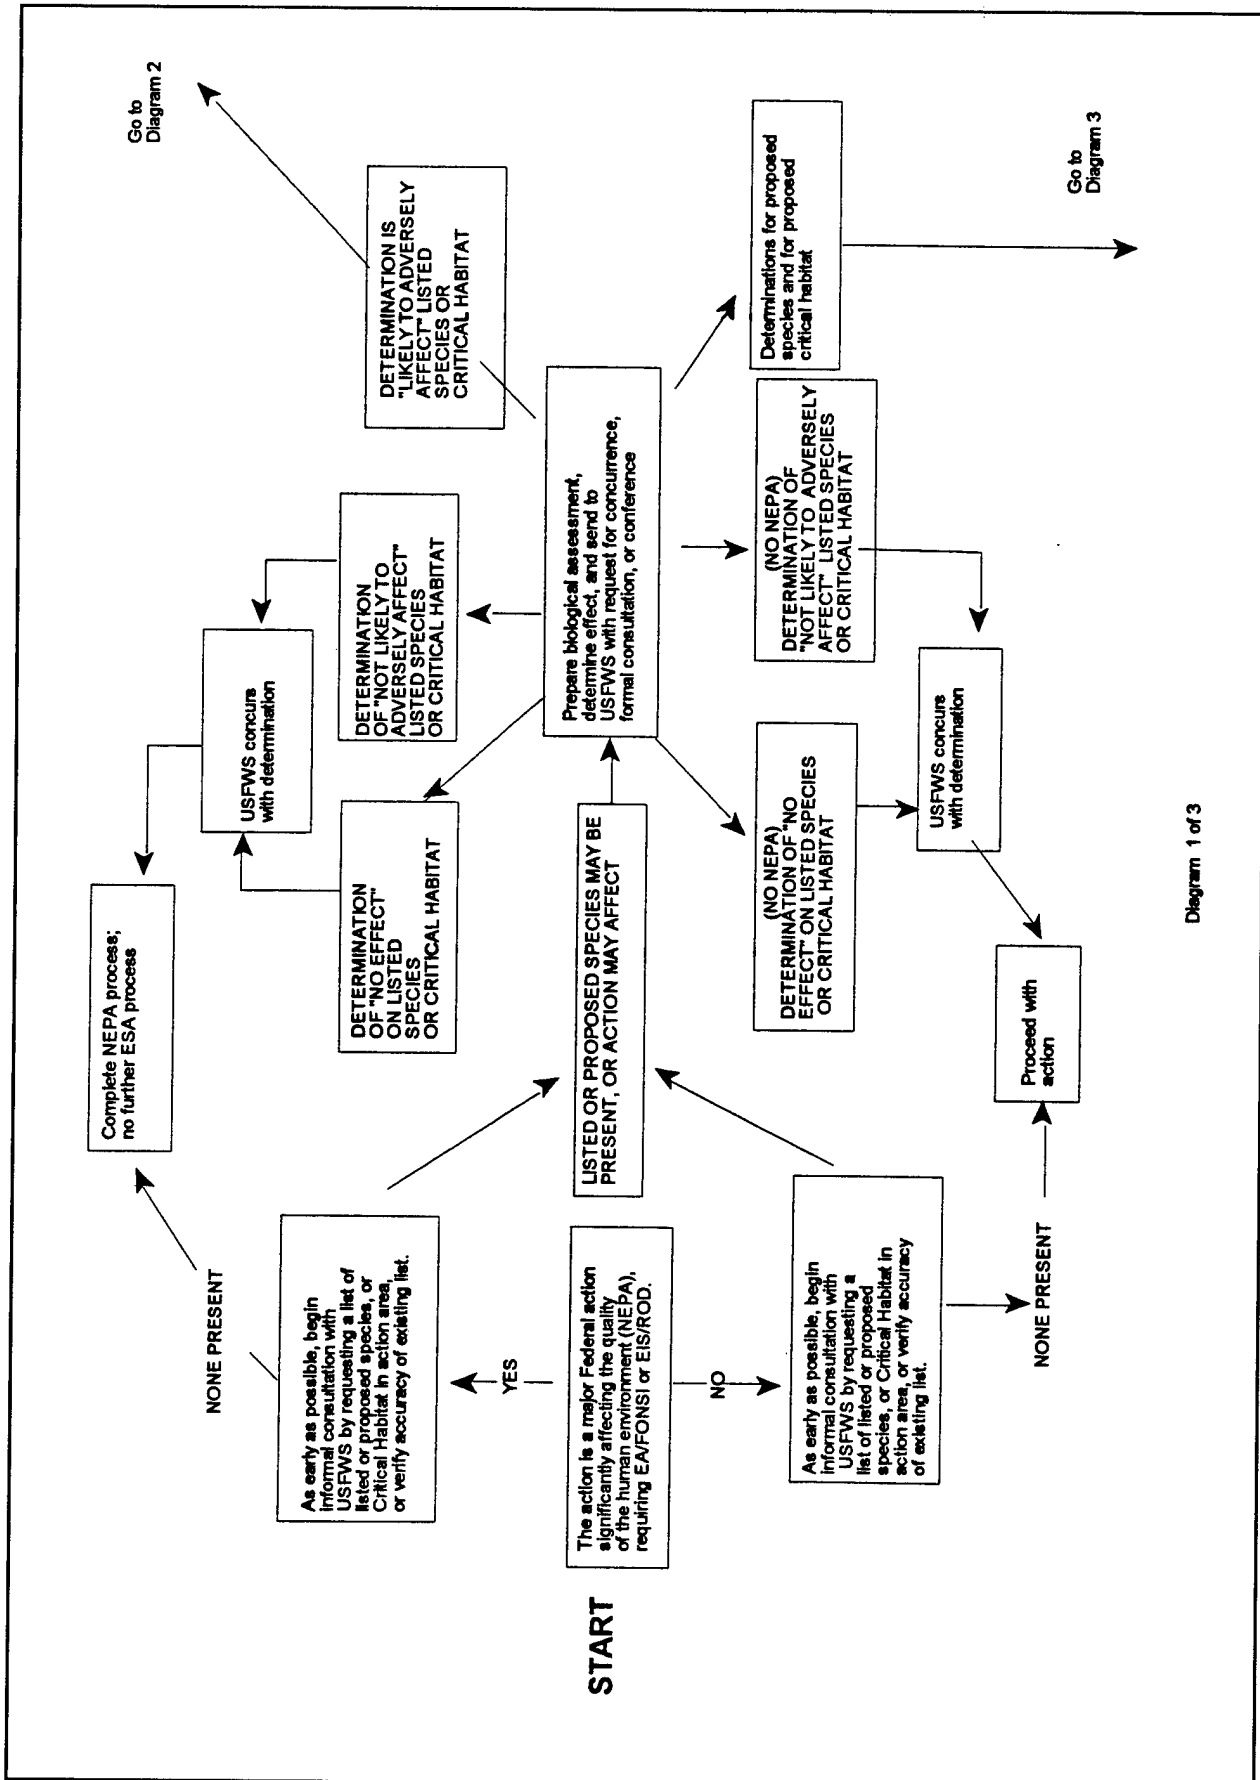 START
The action is a major Federal action
significantly affecting the quality
of the human environment (NEPA),
requiring EA/FONSI or EIS/ROD.
YES
As early as possible, begin
informal consultation with
USFWS by requesting a list of
listed or proposed species, or
Critical Habitat in action area,
or verify accuracy of existing list.
NONE PRESENT
Complete NEPA process;
no further ESA process
NO
As early as possible, begin
informal consultation with
USFWS by requesting a
list of listed or proposed
species, or Critical Habitat in
action area, or verify accuracy
of existing list.
NONE PRESENT
Proceed with
action
LISTED OR PROPOSED SPECIES MAY BE
PRESENT, OR ACTION MAY AFFECT
Prepare biological assessment,
determine effect, and send to
USFWS with request for concurrence,
formal consultation, or conference
DETERMINATION
OF "NO EFFECT"
ON LISTED
SPECIES
OR CRITICAL HABITAT
DETERMINATION
OF "NOT LIKELY TO
ADVERSELY AFFECT"
LISTED SPECIES
OR CRITICAL HABITAT
USFWS concurs
with determination
DETERMINATION IS
"LIKELY TO ADVERSELY
AFFECT" LISTED
SPECIES OR
CRITICAL HABITAT
Go to
Diagram 2
(NO NEPA)
DETERMINATION OF "NO
EFFECT" ON LISTED SPECIES
OR CRITICAL HABITAT
(NO NEPA)
DETERMINATION OF
"NOT LIKELY TO ADVERSELY
AFFECT" LISTED SPECIES
OR CRITICAL HABITAT
USFWS concurs
with determination
Determinations for proposed
species and for proposed
critical habitat
Go to
Diagram 3
Diagram 1 of 3